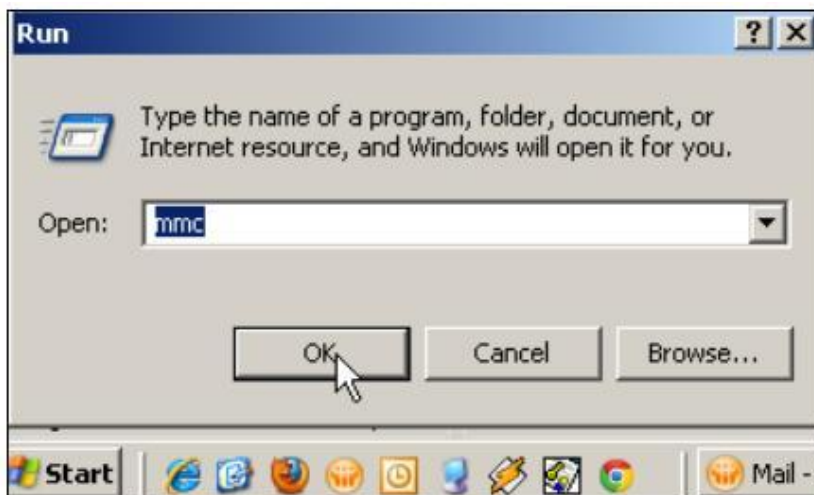 Run
Type the name of a program, folder, document, or
Internet resource, and Windows will open it for you.
Open: mmc
OK Cancel Browse...
Start Mail -